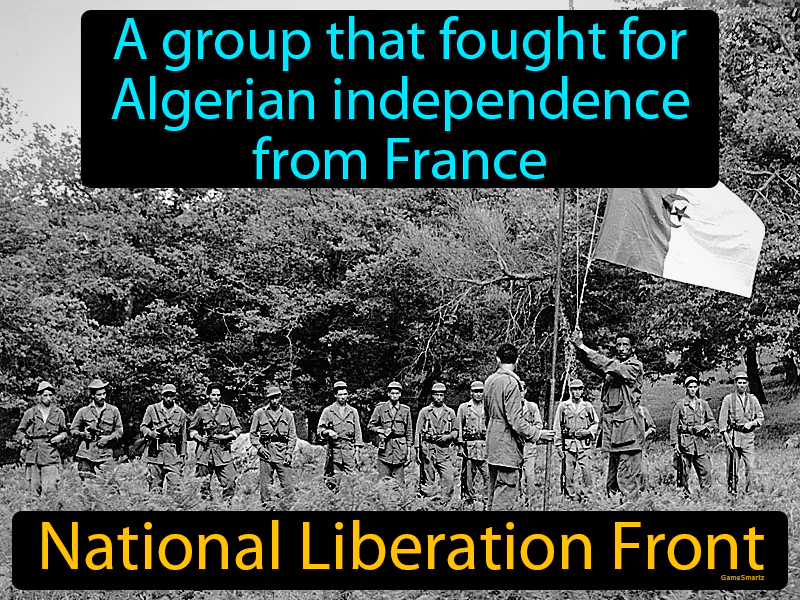 A group that fought for
Algerian independence
from France
National Liberation Front
GameSmartz